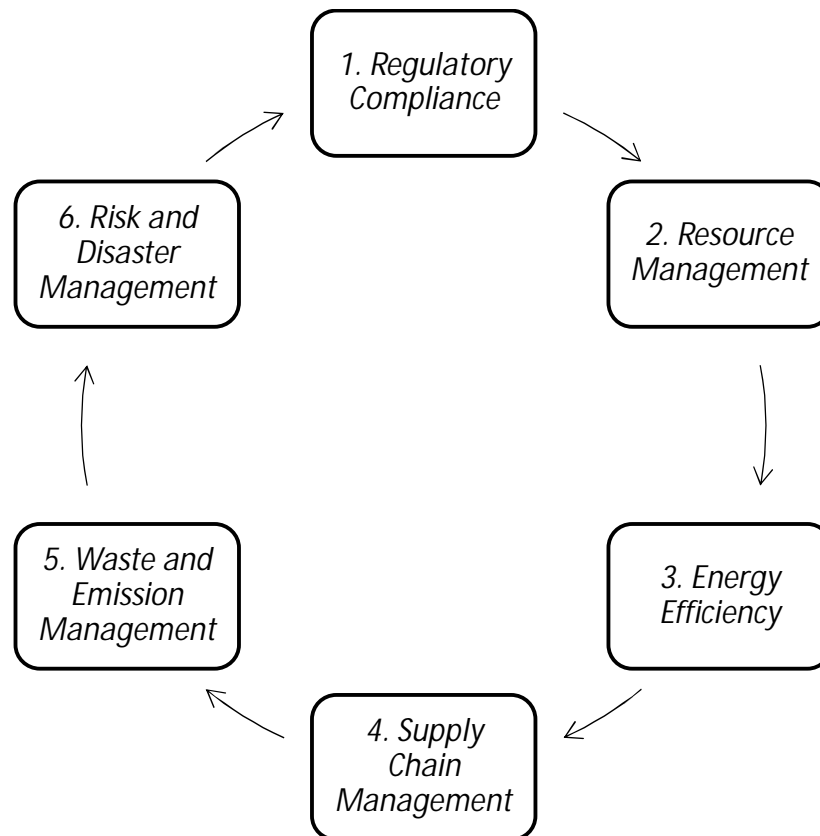 1. Regulatory
Compliance
2. Resource
Management
3. Energy
Efficiency
4. Supply
Chain
Management
5. Waste and
Emission
Management
6. Risk and
Disaster
Management